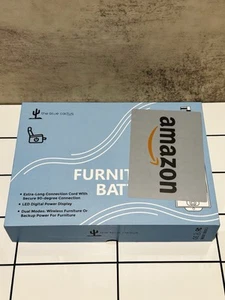 the blue cactus
FURNIT
BAT
amazon
• Extra-Long Connection Cord With
Secure 90-degree Connection
• LED Digital Power Display
• Dual Modes: Wireless Furniture Or
Backup Power For Furniture